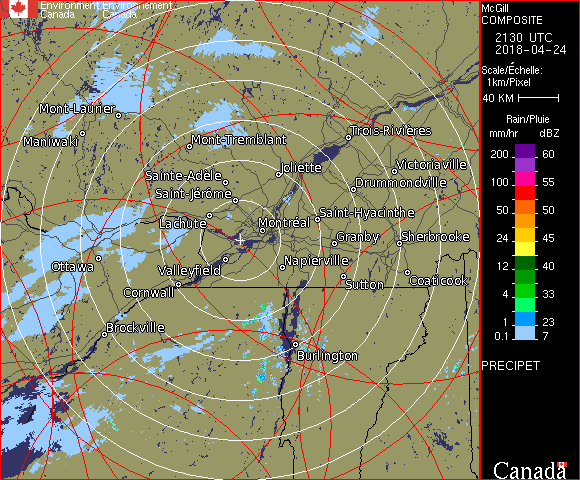 Environment Environnement
Canada Canada
McGill
COMPOSITE
2130 UTC
2018-04-24
Scale/Échelle:
1km/Pixel
40 KM
Rain/Pluie
mm/hr dBZ
200 60
100 55
50 50
24 45
12 40
4 33
1 23
0.1 7
PRECIPET
Canada
Mont-Laurier
Maniwaki
Mont-Tremblant
Trois-Rivières
Joliette
Victoriaville
Sainte-Adèle
Drummondville
Saint-Jérôme
Saint-Hyacinthe
Lachute
Montréal
Granby
Sherbrooke
Ottawa
Valleyfield
Napierville
Coaticook
Cornwall
Sutton
Brockville
Burlington